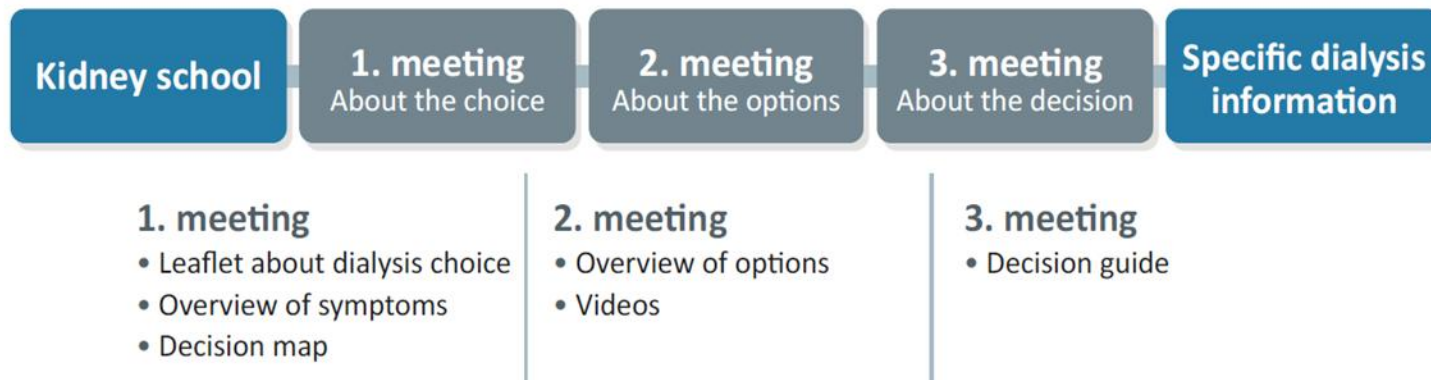 Kidney school
1. meeting
About the choice
2. meeting
About the options
3. meeting
About the decision
Specific dialysis
information
1. meeting
• Leaflet about dialysis choice
• Overview of symptoms
• Decision map
2. meeting
• Overview of options
• Videos
3. meeting
• Decision guide